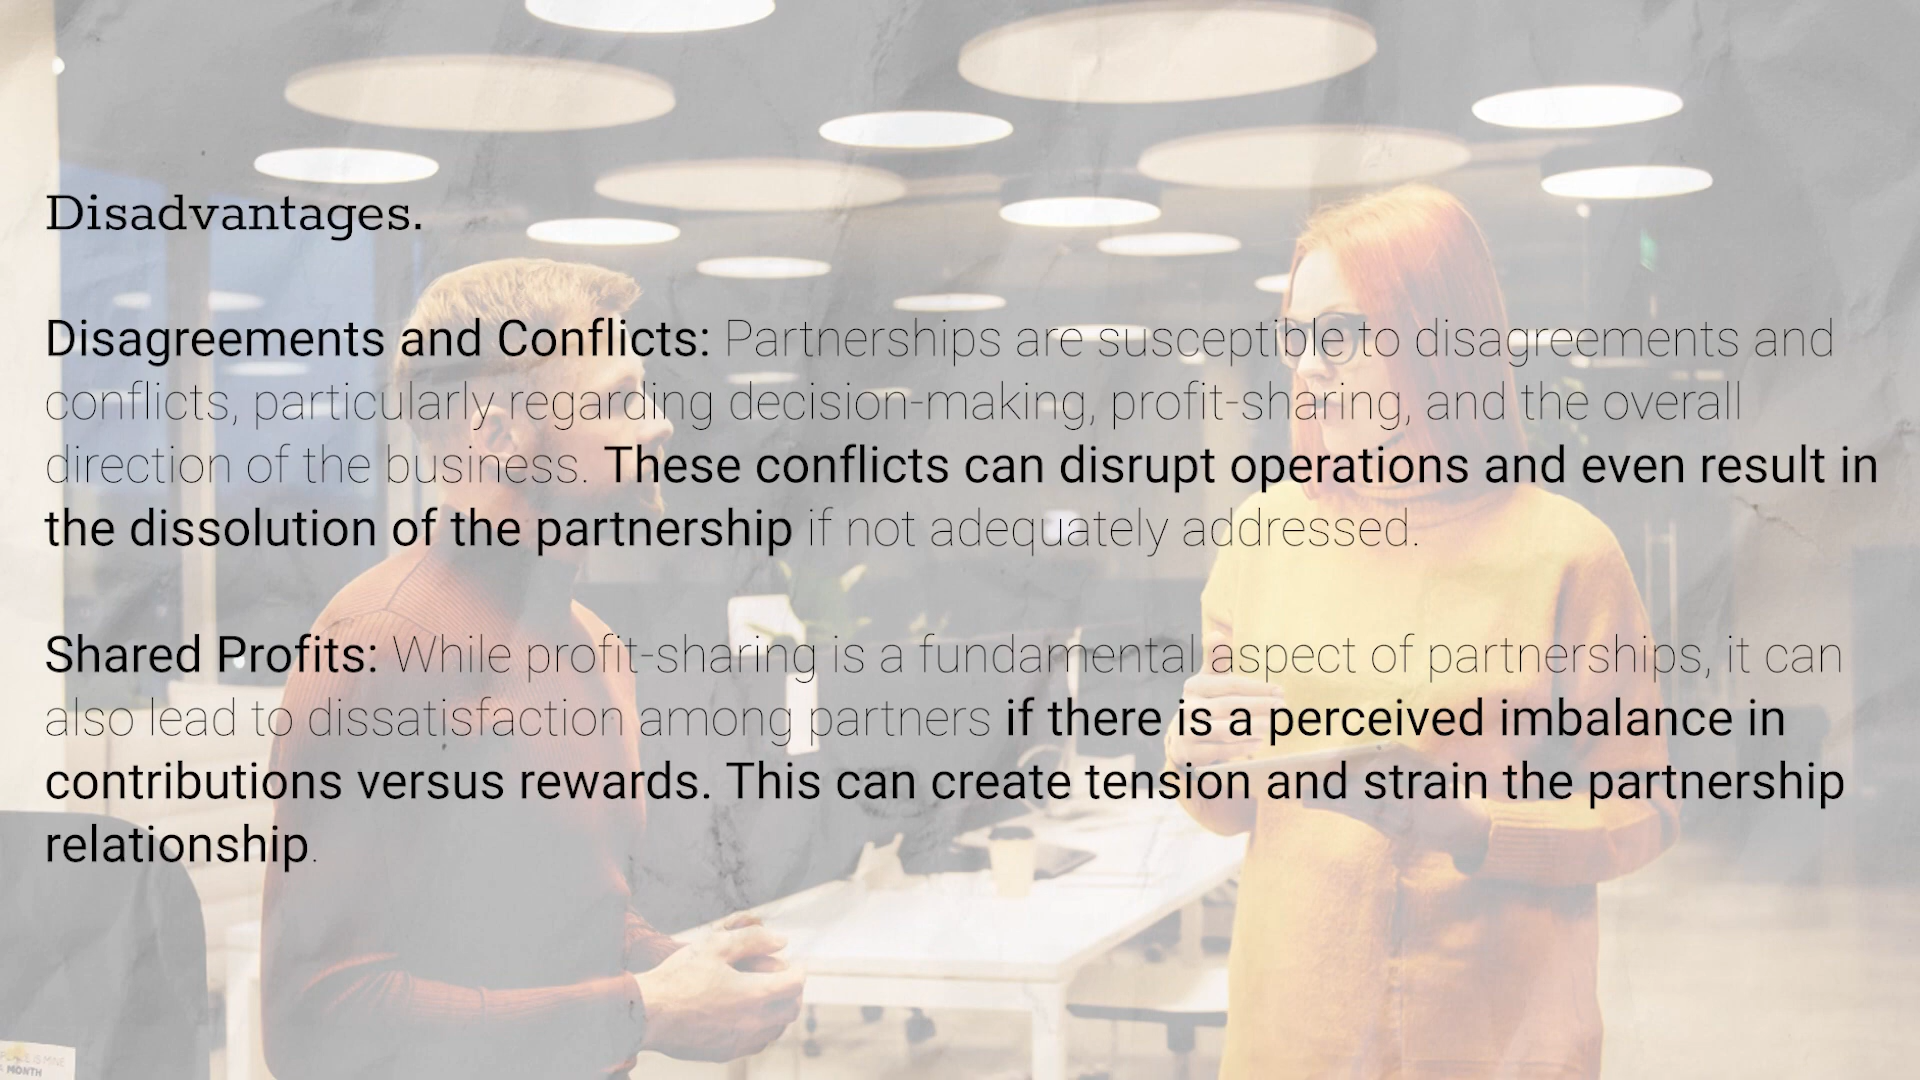 Disadvantages.
Disagreements and Conflicts: Partnerships are susceptible to disagreements and
conflicts, particularly regarding decision-making, profit-sharing, and the overall
direction of the business. These conflicts can disrupt operations and even result in
the dissolution of the partnership if not adequately addressed.
Shared Profits: While profit-sharing is a fundamental aspect of partnerships, it can
also lead to dissatisfaction among partners if there is a perceived imbalance in
contributions versus rewards. This can create tension and strain the partnership
relationship.
IS MINE
MONTH